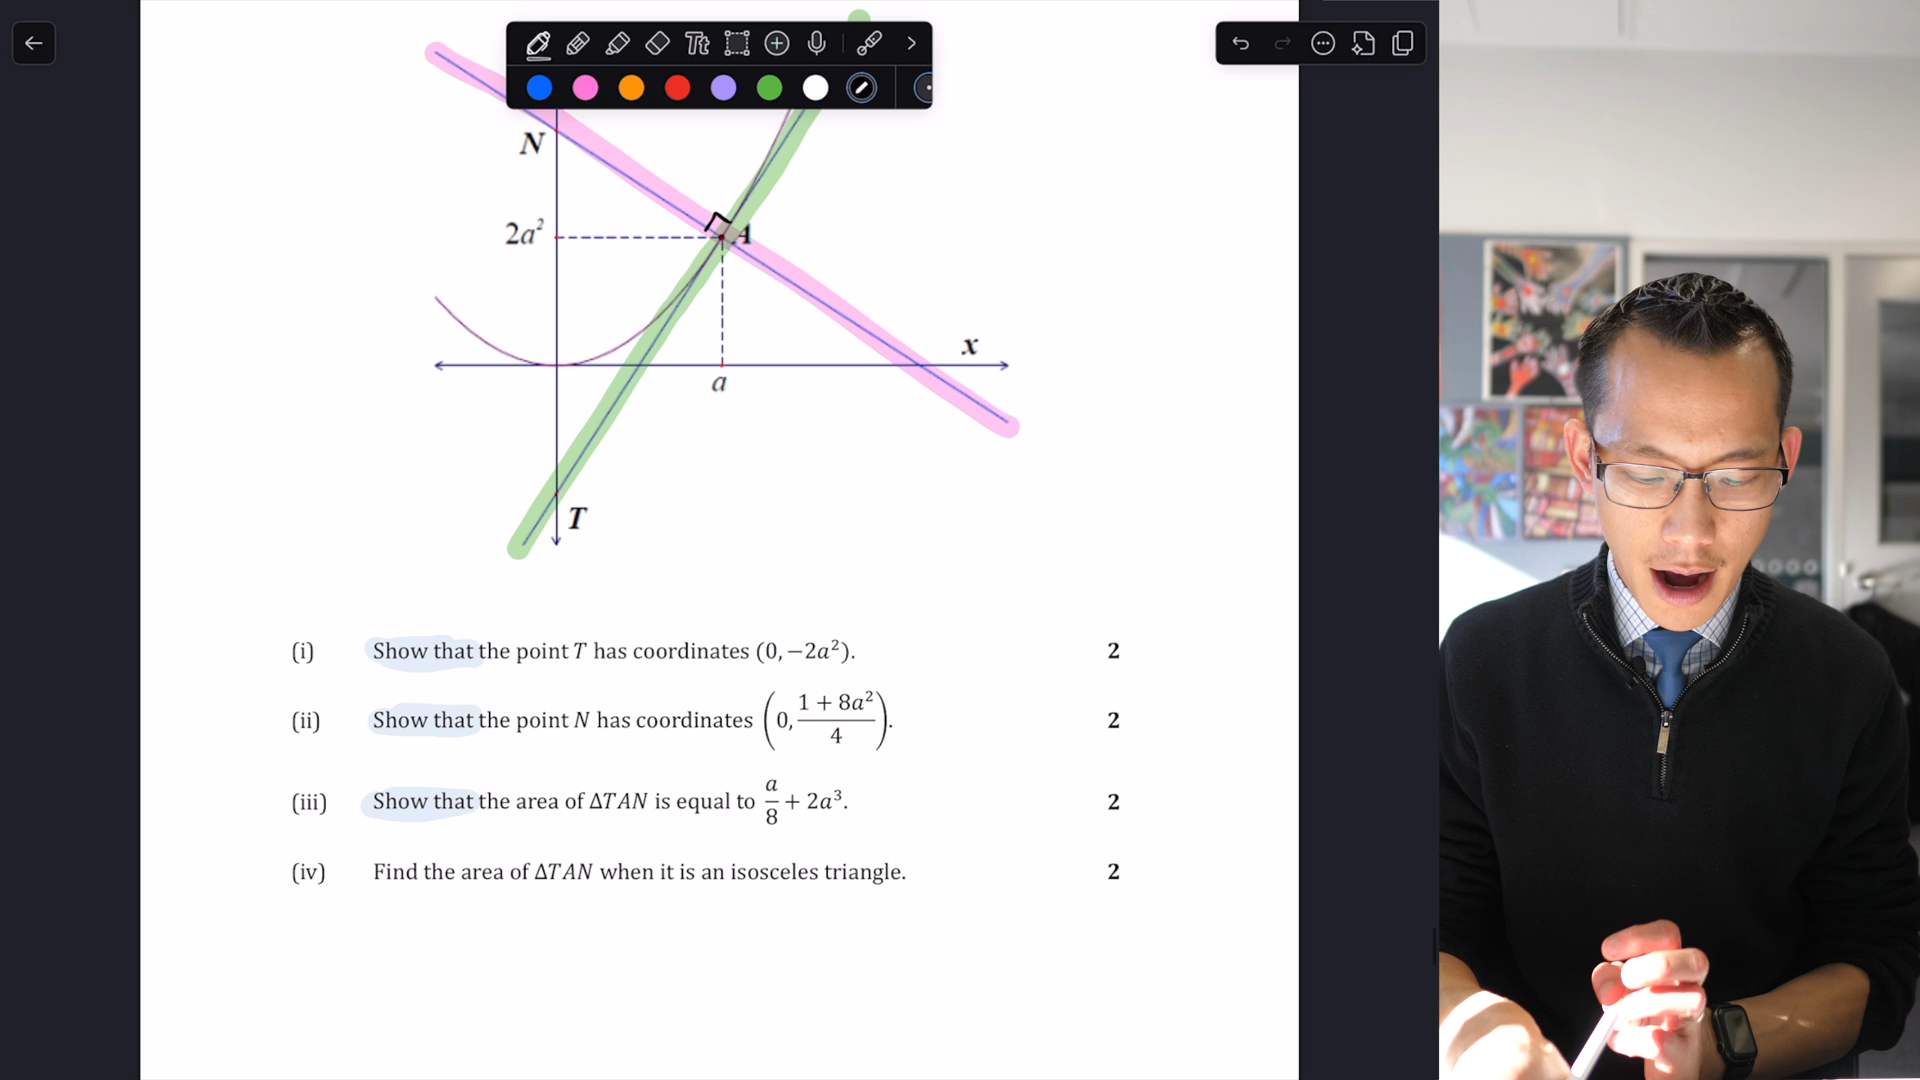 Tt
N
2a²
A
x
a
T
(i) Show that the point T has coordinates (0, −2a²). 2
(ii) Show that the point N has coordinates (0, (1 + 8a²)/4). 2
(iii) Show that the area of ΔTAN is equal to a/8 + 2a³. 2
(iv) Find the area of ΔTAN when it is an isosceles triangle. 2